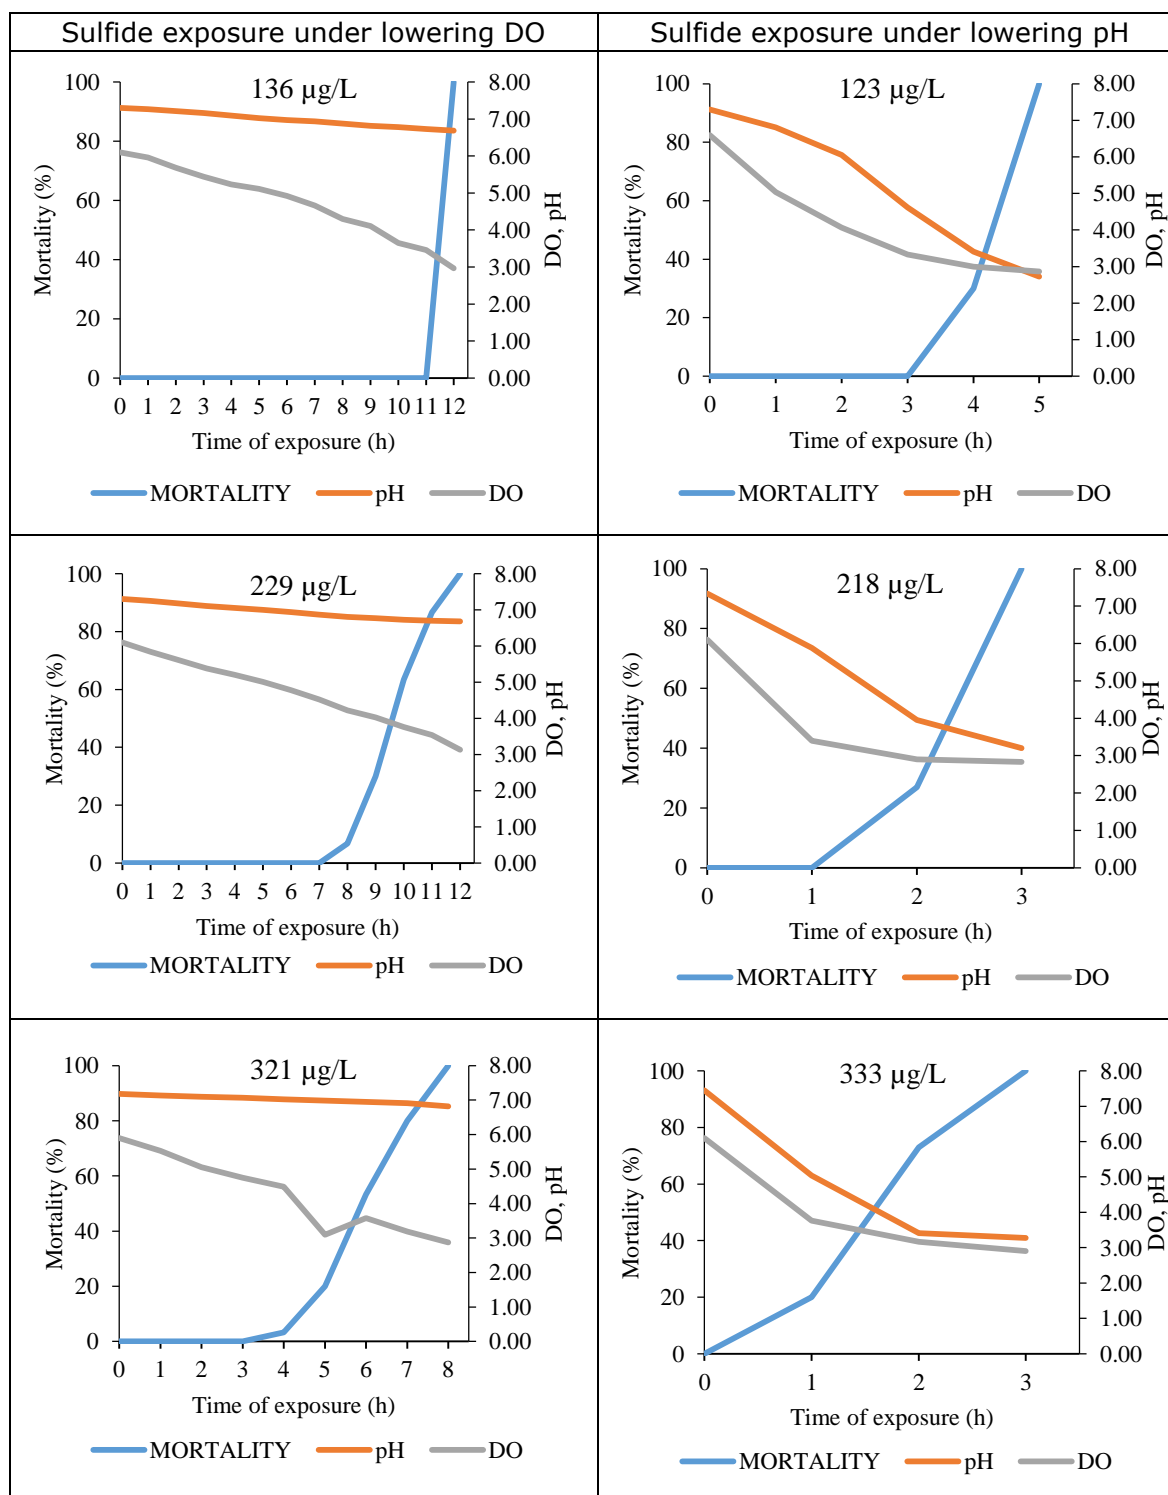 Sulfide exposure under lowering DO
Sulfide exposure under lowering pH
136 µg/L
Mortality (%)
100
80
60
40
20
0
8.00
7.00
6.00
5.00
4.00
3.00
2.00
1.00
0.00
DO, pH
0 1 2 3 4 5 6 7 8 9 10 11 12
Time of exposure (h)
MORTALITY pH DO
123 µg/L
Mortality (%)
100
80
60
40
20
0
8.00
7.00
6.00
5.00
4.00
3.00
2.00
1.00
0.00
DO, pH
0 1 2 3 4 5
Time of exposure (h)
MORTALITY pH DO
229 µg/L
Mortality (%)
100
80
60
40
20
0
8.00
7.00
6.00
5.00
4.00
3.00
2.00
1.00
0.00
DO, pH
0 1 2 3 4 5 6 7 8 9 10 11 12
Time of exposure (h)
MORTALITY pH DO
218 µg/L
Mortality (%)
100
80
60
40
20
0
8.00
7.00
6.00
5.00
4.00
3.00
2.00
1.00
0.00
DO, pH
0 1 2 3
Time of exposure (h)
MORTALITY pH DO
321 µg/L
Mortality (%)
100
80
60
40
20
0
8.00
7.00
6.00
5.00
4.00
3.00
2.00
1.00
0.00
DO, pH
0 1 2 3 4 5 6 7 8
Time of exposure (h)
MORTALITY pH DO
333 µg/L
Mortality (%)
100
80
60
40
20
0
8.00
7.00
6.00
5.00
4.00
3.00
2.00
1.00
0.00
DO, pH
0 1 2 3
Time of exposure (h)
MORTALITY pH DO